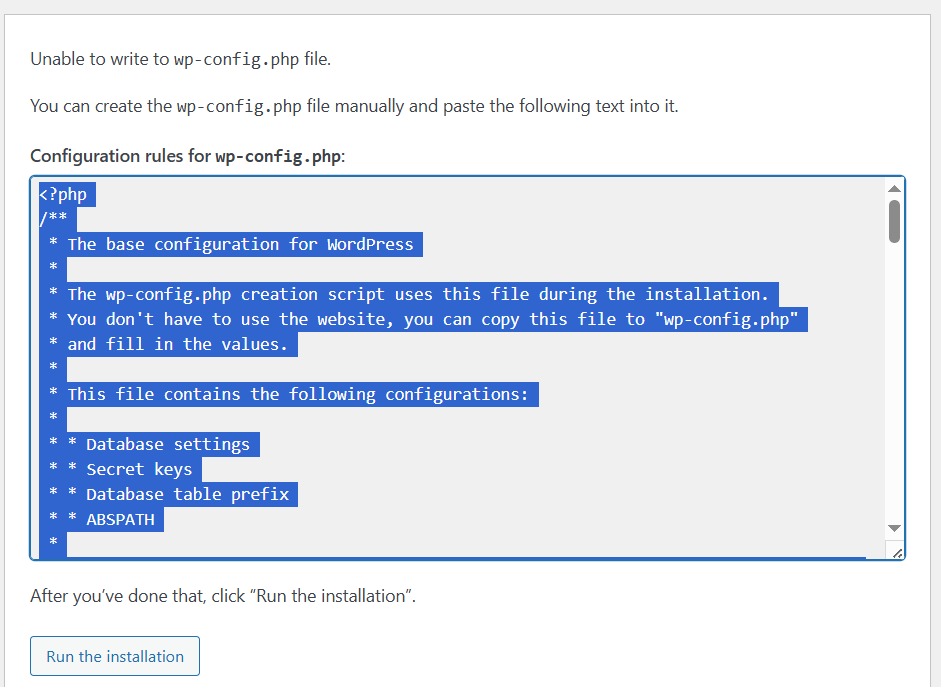 Unable to write to wp-config.php file.
You can create the wp-config.php file manually and paste the following text into it.
Configuration rules for wp-config.php:
<?php
/**
 * The base configuration for WordPress
 *
 * The wp-config.php creation script uses this file during the installation.
 * You don't have to use the website, you can copy this file to "wp-config.php"
 * and fill in the values.
 *
 * This file contains the following configurations:
 *
 * * Database settings
 * * Secret keys
 * * Database table prefix
 * * ABSPATH
 *
After you’ve done that, click “Run the installation”.
Run the installation